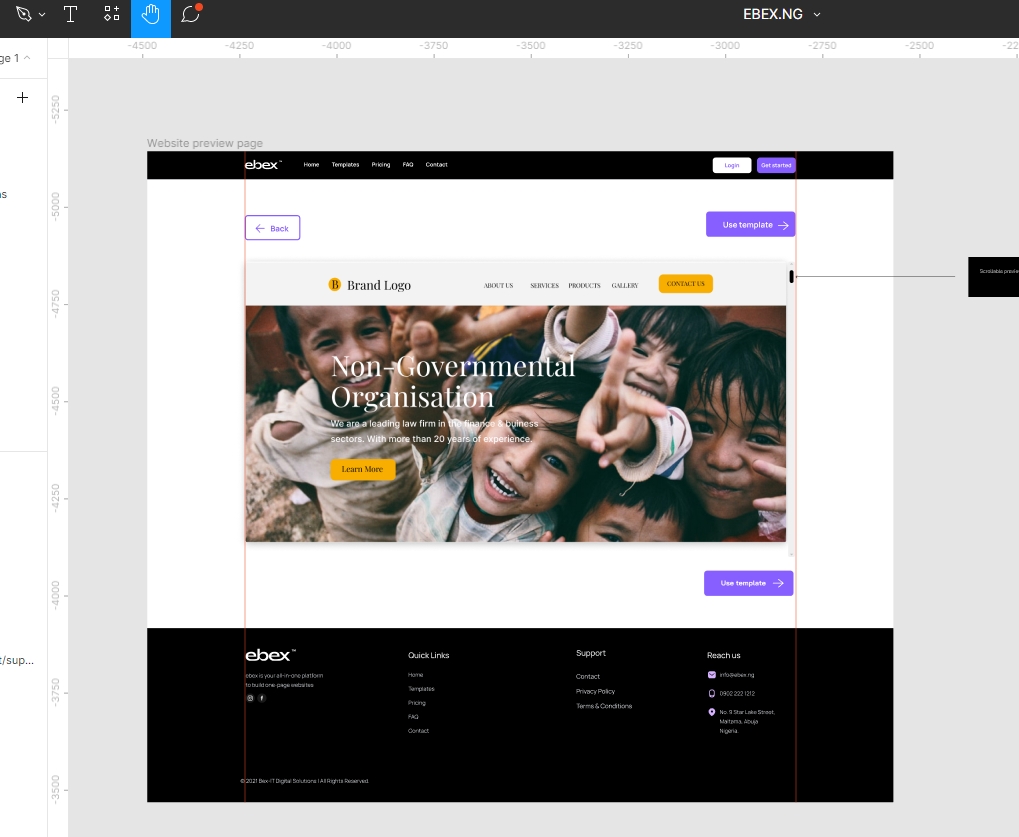 EBEX.NG
-4500 -4250 -4000 -3750 -3500 -3250 -3000 -2750 -2500
ge 1
-5250
-5000
-4750
-4500
-4250
-4000
-3750
-3500
Website preview page
ebex™ Home Templates Pricing FAQ Contact Login Get started
Back Use template
B Brand Logo ABOUT US SERVICES PRODUCTS GALLERY CONTACT US
Non-Governmental
Organisation
We are a leading law firm in the finance & buiness
sectors. With more than 20 years of experience.
Learn More
Use template
t/sup...
ebex™
ebex is your all-in-one platform
to build one-page websites
Quick Links
Home
Templates
Pricing
FAQ
Contact
Support
Contact
Privacy Policy
Terms & Conditions
Reach us
info@ebex.ng
0902 222 1212
No. 9 Star Lake Street,
Maitama, Abuja
Nigeria.
© 2021 Bex-IT Digital Solutions | All Rights Reserved.